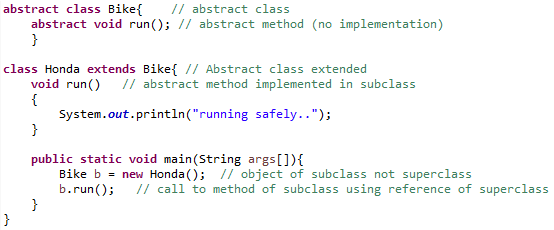 abstract class Bike{    // abstract class
    abstract void run(); // abstract method (no implementation)
    }
class Honda extends Bike{ // Abstract class extended
    void run()   // abstract method implemented in subclass
    {
        System.out.println("running safely..");
    }
    public static void main(String args[]){
        Bike b = new Honda();  // object of subclass not superclass
        b.run();   // call to method of subclass using reference of superclass
    }
}